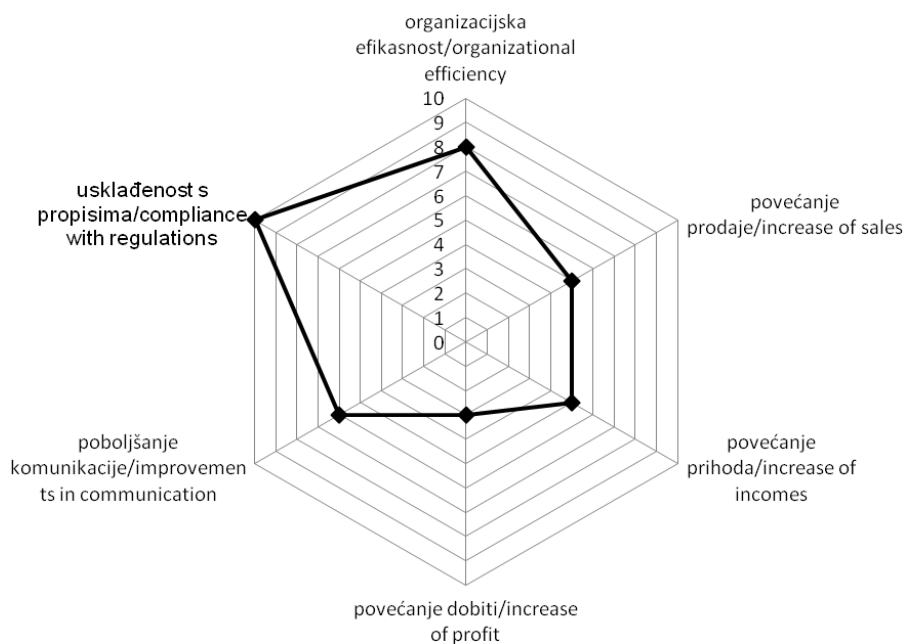 organizacijska
efikasnost/organizational
efficiency
10
9
8
7
6
5
4
3
2
1
0
usklađenost s
propisima/compliance
with regulations
povećanje
prodaje/increase of sales
poboljšanje
komunikacije/improvemen
ts in communication
povećanje
prihoda/increase of
incomes
povećanje dobiti/increase
of profit